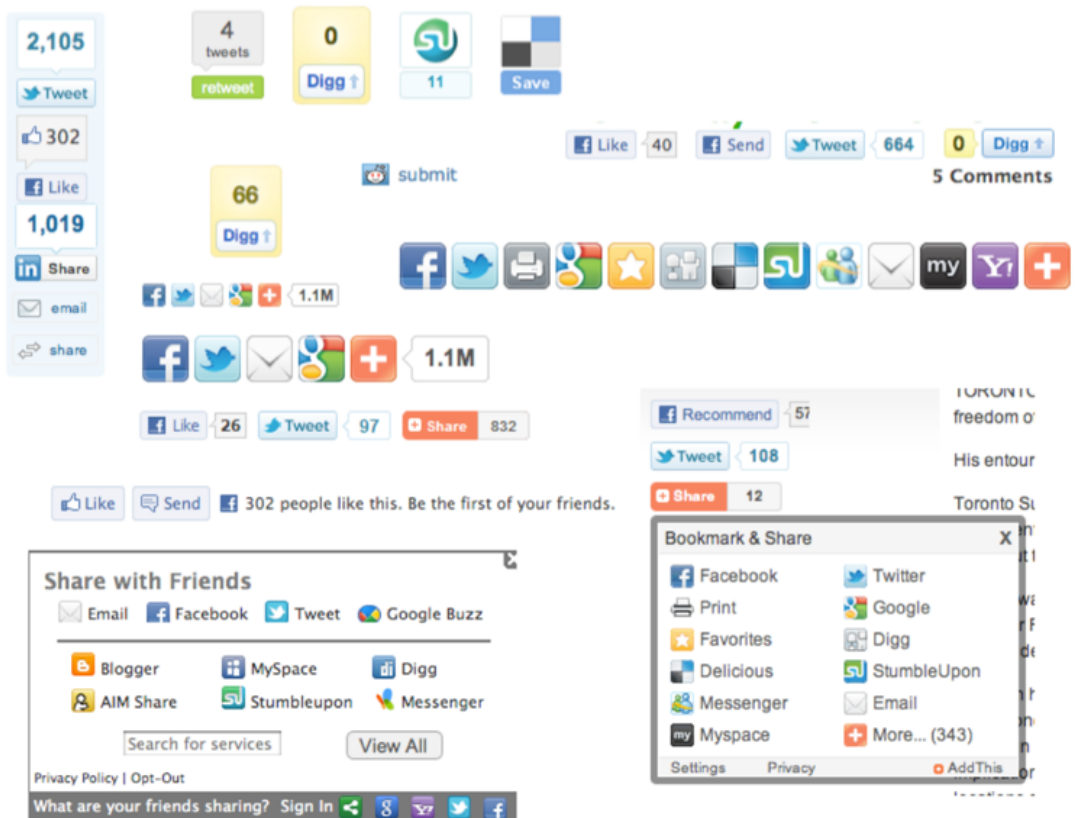 2,105
Tweet
302
Like
1,019
in Share
email
share
4
tweets
retweet
0
Digg
11
Save
submit
66
Digg
Like 40 Send Tweet 664 0 Digg
5 Comments
my Y!
1.1M
1.1M
Like 26 Tweet 97 Share 832
Like Send 302 people like this. Be the first of your friends.
Share with Friends
Email Facebook Tweet Google Buzz
Blogger MySpace Digg
AIM Share Stumbleupon Messenger
Search for services View All
Privacy Policy | Opt-Out
What are your friends sharing? Sign In
Recommend 57
Tweet 108
Share 12
Bookmark & Share X
Facebook Twitter
Print Google
Favorites Digg
Delicious StumbleUpon
Messenger Email
my Myspace More... (343)
Settings Privacy AddThis
freedom o
His entour
Toronto Su